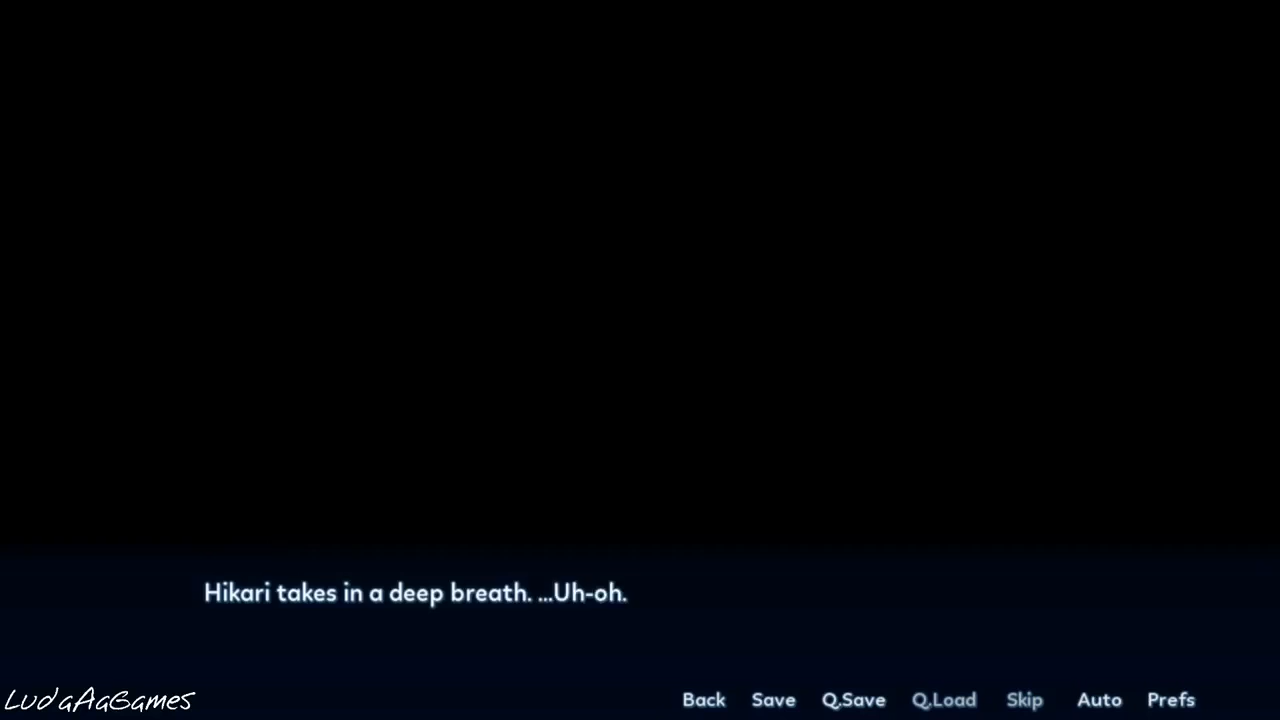 Hikari takes in a deep breath. ...Uh-oh.
LudaAaGames
Back Save Q.Save Q.Load Skip Auto Prefs